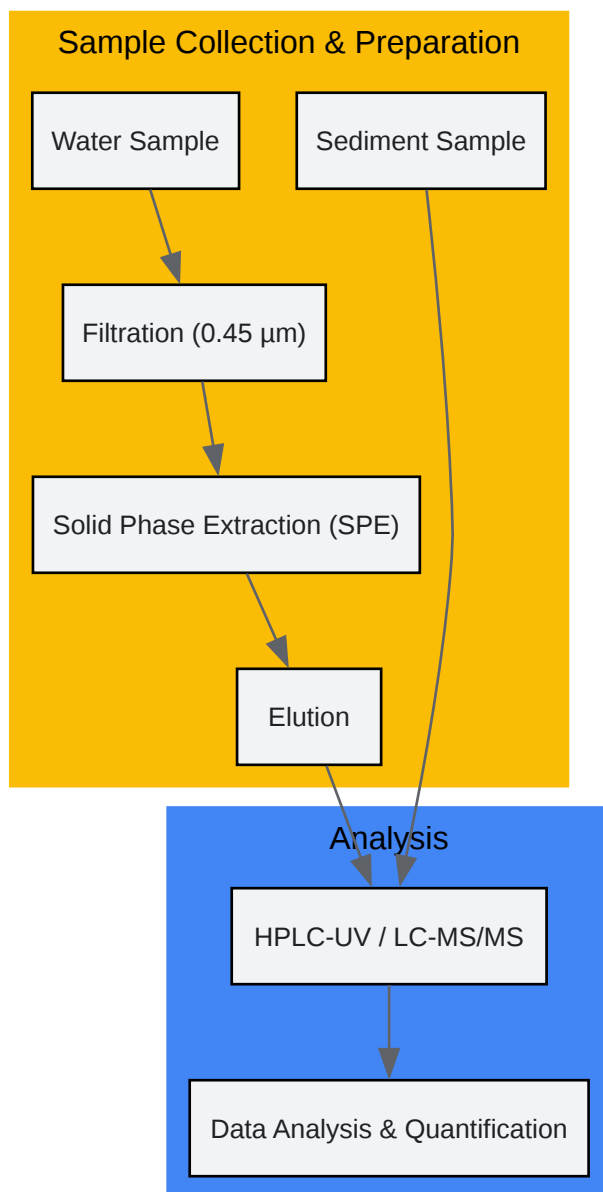 Sample Collection & Preparation
Water Sample
Sediment Sample
Filtration (0.45 µm)
Solid Phase Extraction (SPE)
Elution
Analysis
HPLC-UV / LC-MS/MS
Data Analysis & Quantification